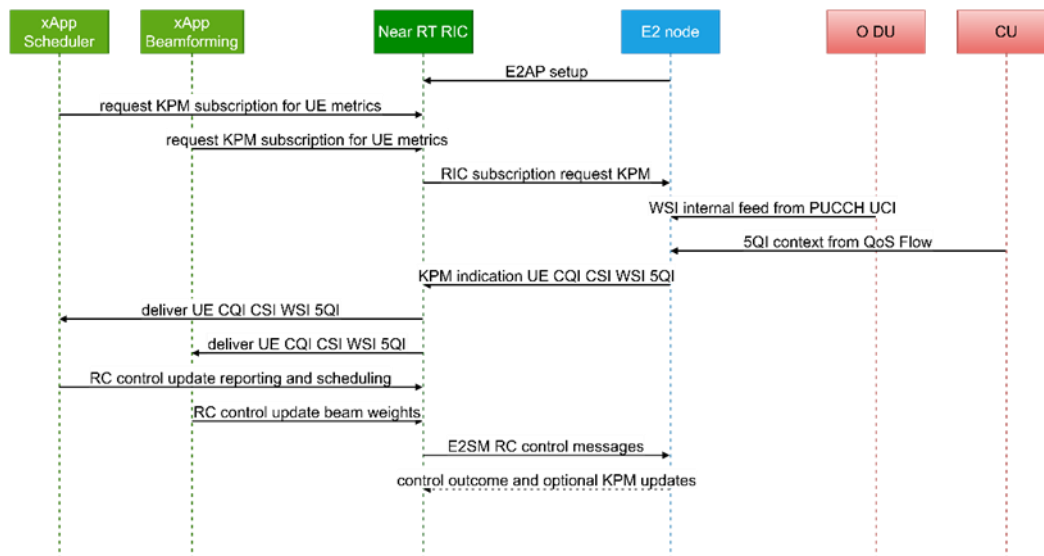 xApp
Scheduler
xApp
Beamforming
Near RT RIC
E2 node
O DU
CU
E2AP setup
request KPM subscription for UE metrics
request KPM subscription for UE metrics
RIC subscription request KPM
WSI internal feed from PUCCH UCI
5QI context from QoS Flow
KPM indication UE CQI CSI WSI 5QI
deliver UE CQI CSI WSI 5QI
deliver UE CQI CSI WSI 5QI
RC control update reporting and scheduling
RC control update beam weights
E2SM RC control messages
control outcome and optional KPM updates